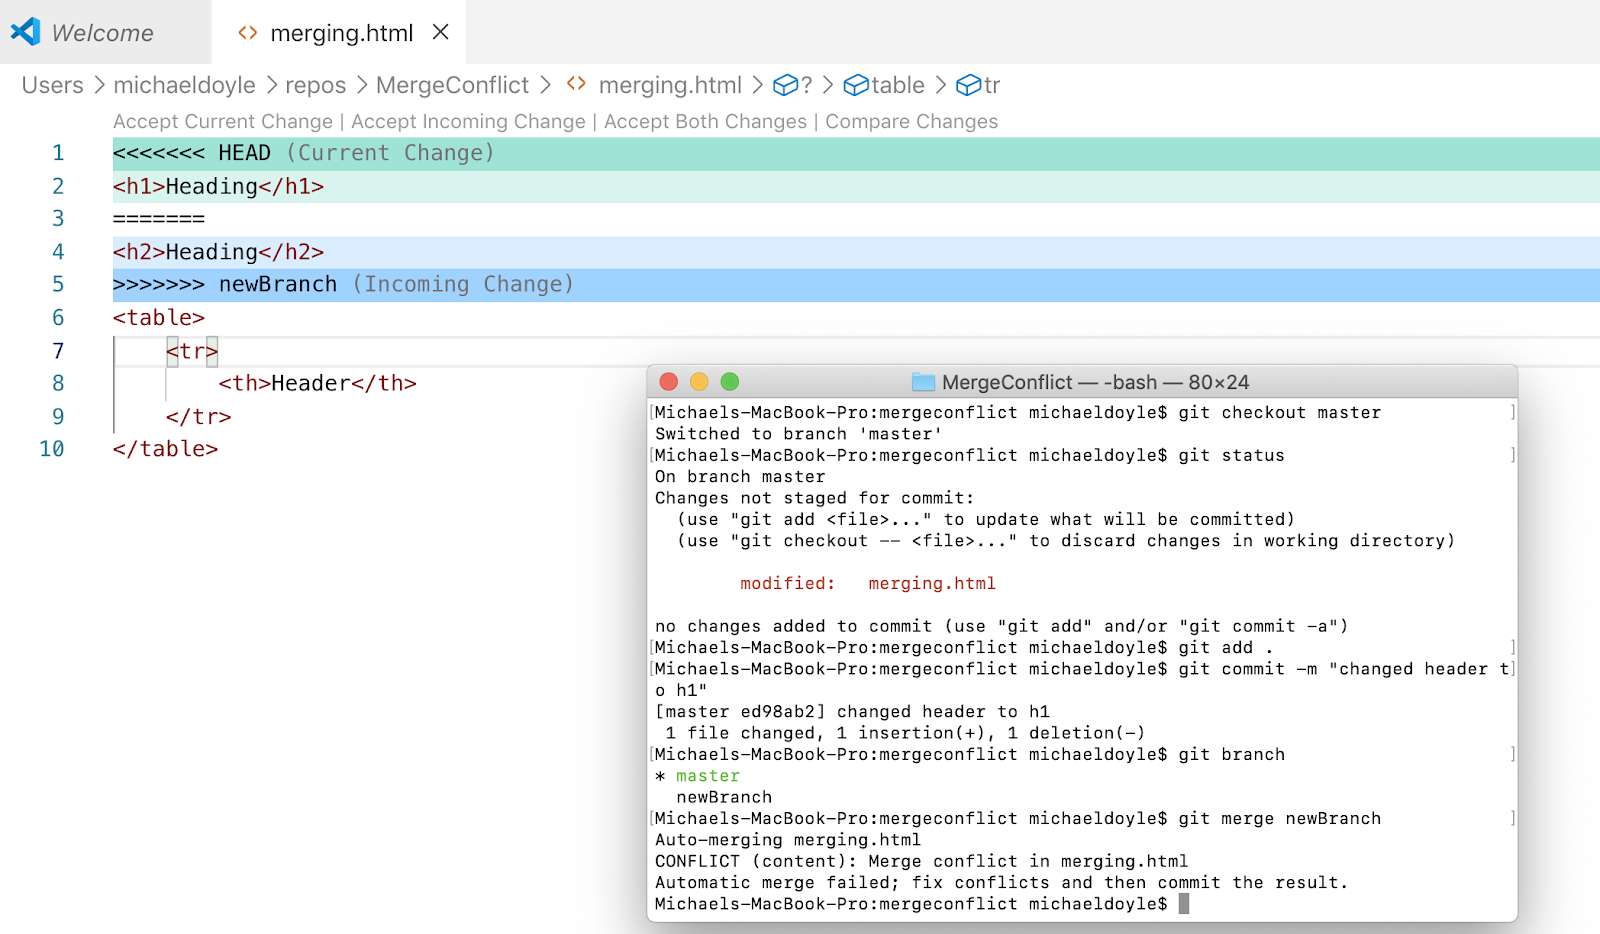 Welcome
merging.html
Users > michaeldoyle > repos > MergeConflict > merging.html > ? > table > tr
Accept Current Change | Accept Incoming Change | Accept Both Changes | Compare Changes
1 <<<<<<< HEAD (Current Change)
2 <h1>Heading</h1>
3 =======
4 <h2>Heading</h2>
5 >>>>>>> newBranch (Incoming Change)
6 <table>
7 <tr>
8 <th>Header</th>
9 </tr>
10 </table>
MergeConflict — -bash — 80×24
[Michaels-MacBook-Pro:mergeconflict michaeldoyle$ git checkout master ]
Switched to branch 'master'
[Michaels-MacBook-Pro:mergeconflict michaeldoyle$ git status ]
On branch master
Changes not staged for commit:
(use "git add <file>..." to update what will be committed)
(use "git checkout -- <file>..." to discard changes in working directory)
modified: merging.html
no changes added to commit (use "git add" and/or "git commit -a")
[Michaels-MacBook-Pro:mergeconflict michaeldoyle$ git add . ]
[Michaels-MacBook-Pro:mergeconflict michaeldoyle$ git commit -m "changed header t]
o h1"
[master ed98ab2] changed header to h1
1 file changed, 1 insertion(+), 1 deletion(-)
[Michaels-MacBook-Pro:mergeconflict michaeldoyle$ git branch ]
* master
newBranch
[Michaels-MacBook-Pro:mergeconflict michaeldoyle$ git merge newBranch ]
Auto-merging merging.html
CONFLICT (content): Merge conflict in merging.html
Automatic merge failed; fix conflicts and then commit the result.
Michaels-MacBook-Pro:mergeconflict michaeldoyle$